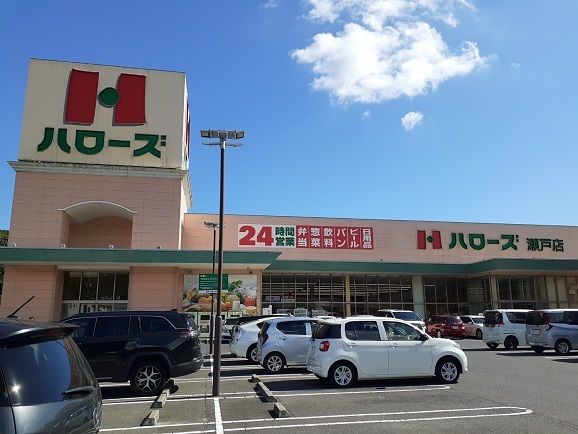 H
ハローズ
24時間営業 弁当 惣菜 飲料 パン ビール 日用品
H ハローズ 瀬戸店